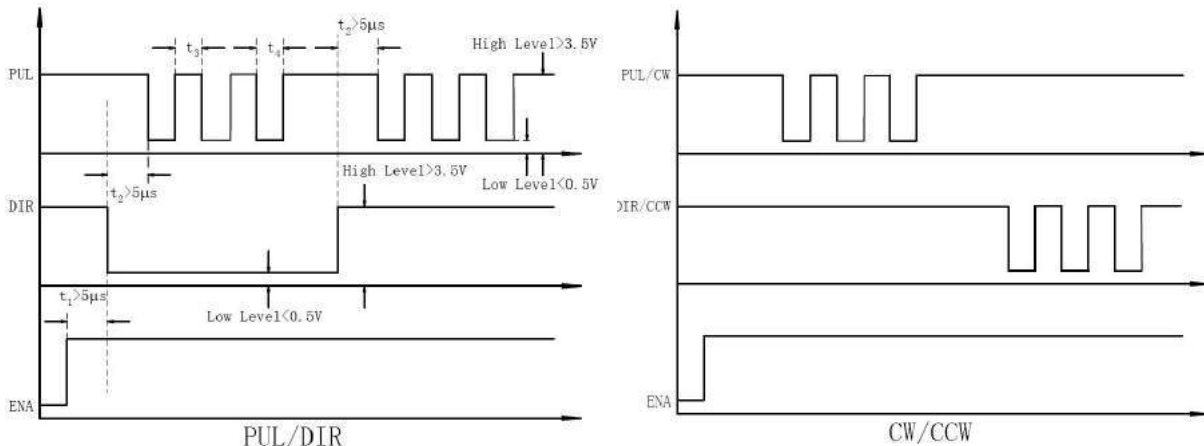 t₂>5μs
t₃
t₄
High Level>3.5V
PUL
High Level>3.5V
Low Level<0.5V
t₂>5μs
DIR
t₁>5μs
Low Level<0.5V
ENA
PUL/DIR
PUL/CW
DIR/CCW
ENA
CW/CCW